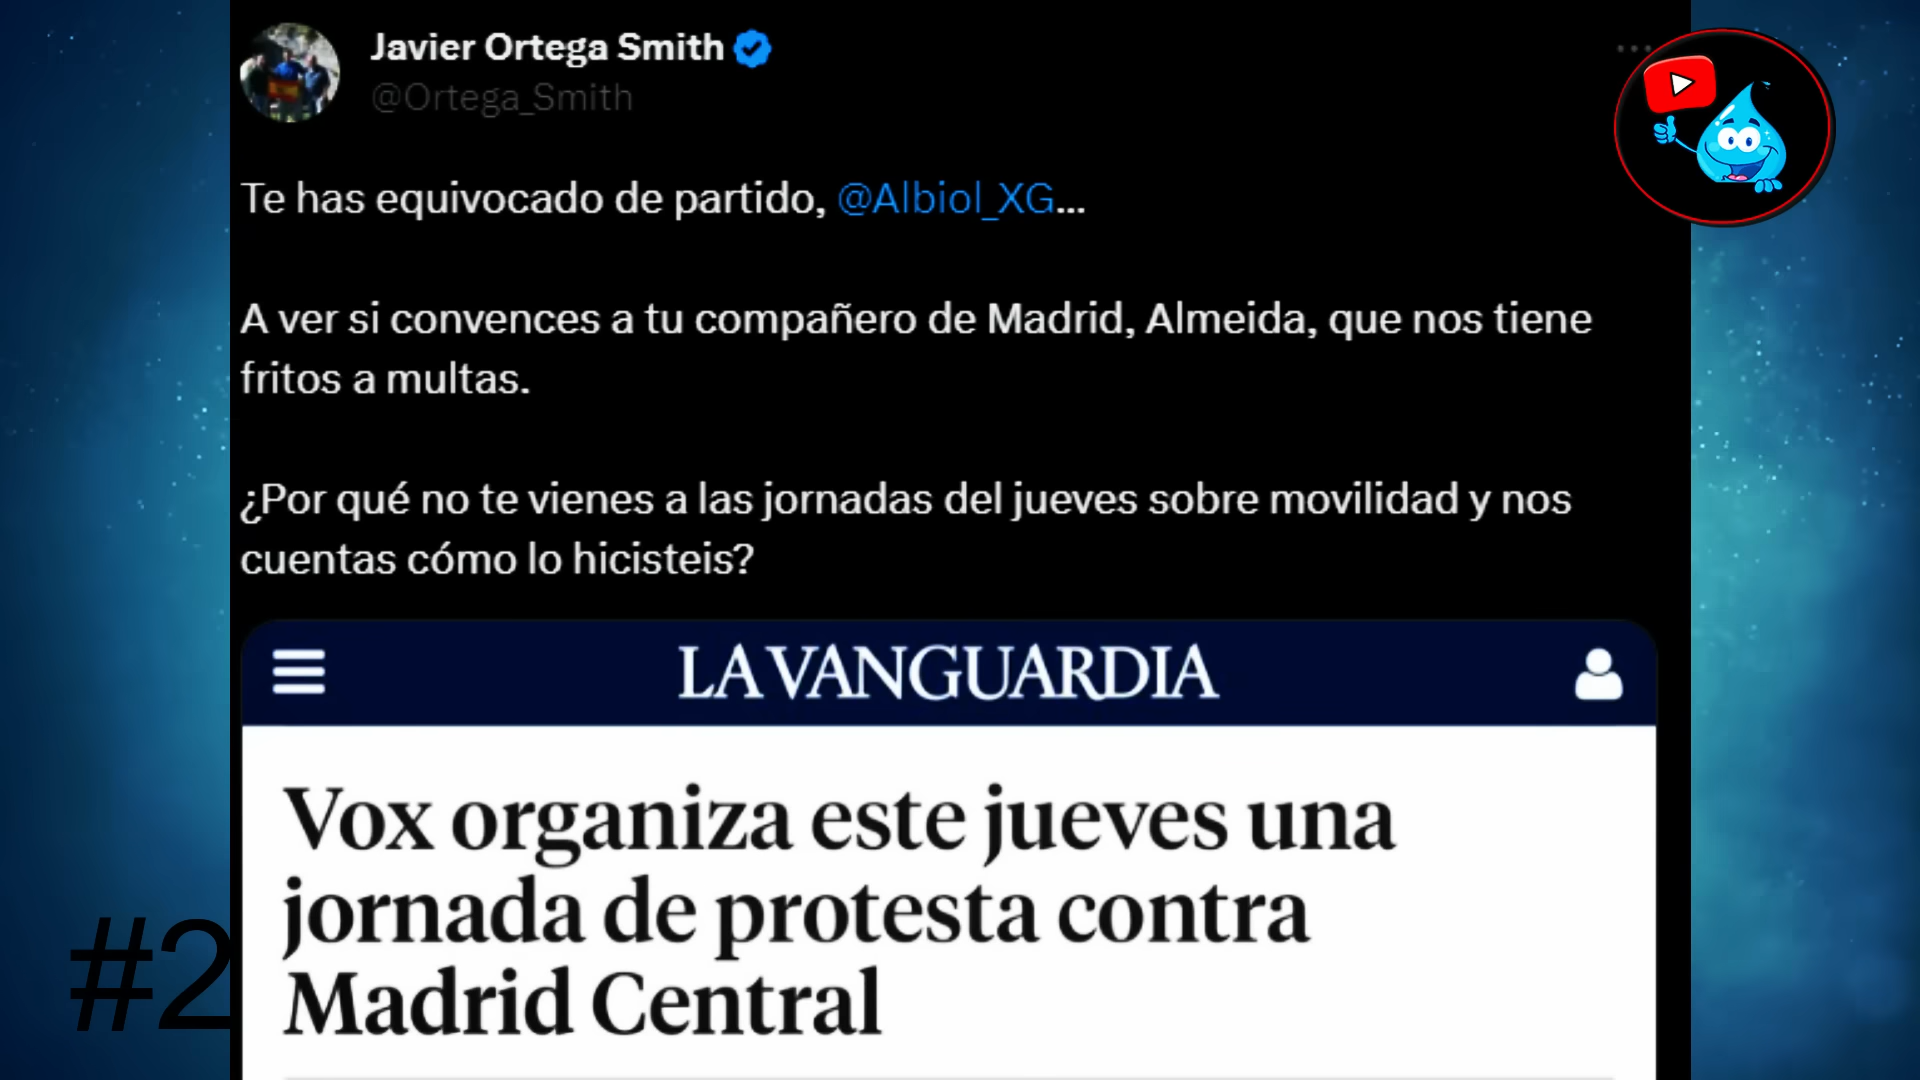 Javier Ortega Smith
@Ortega_Smith
Te has equivocado de partido, @Albiol_XG...
A ver si convences a tu compañero de Madrid, Almeida, que nos tiene
fritos a multas.
¿Por qué no te vienes a las jornadas del jueves sobre movilidad y nos
cuentas cómo lo hicisteis?
LA VANGUARDIA
Vox organiza este jueves una
jornada de protesta contra
Madrid Central
#2